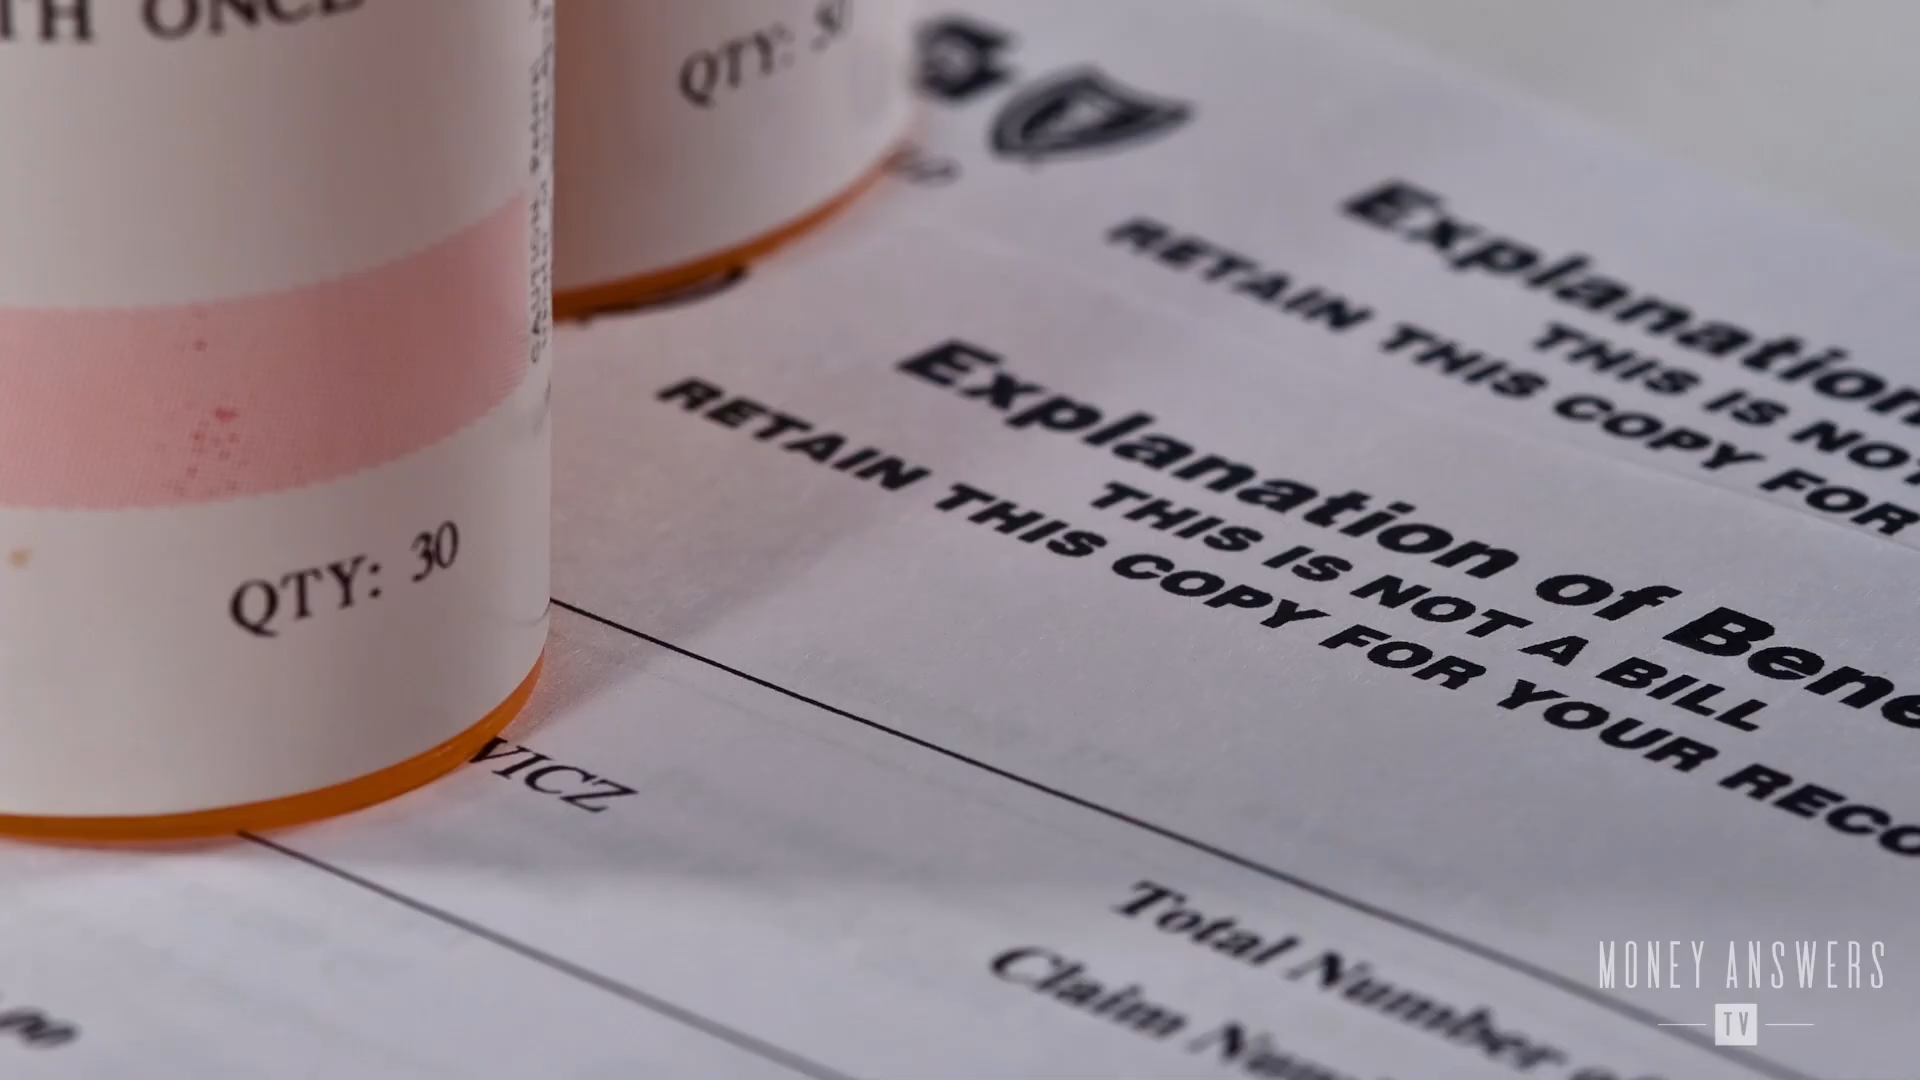 TH ONCE
QTY: 30
QTY:
CAUTION:
Explanation
THIS IS NOT
RETAIN THIS COPY FOR
Explanation of Bene
THIS IS NOT A BILL
RETAIN THIS COPY FOR YOUR RECO
VICZ
Total Number
Claim
MONEY ANSWERS
TV